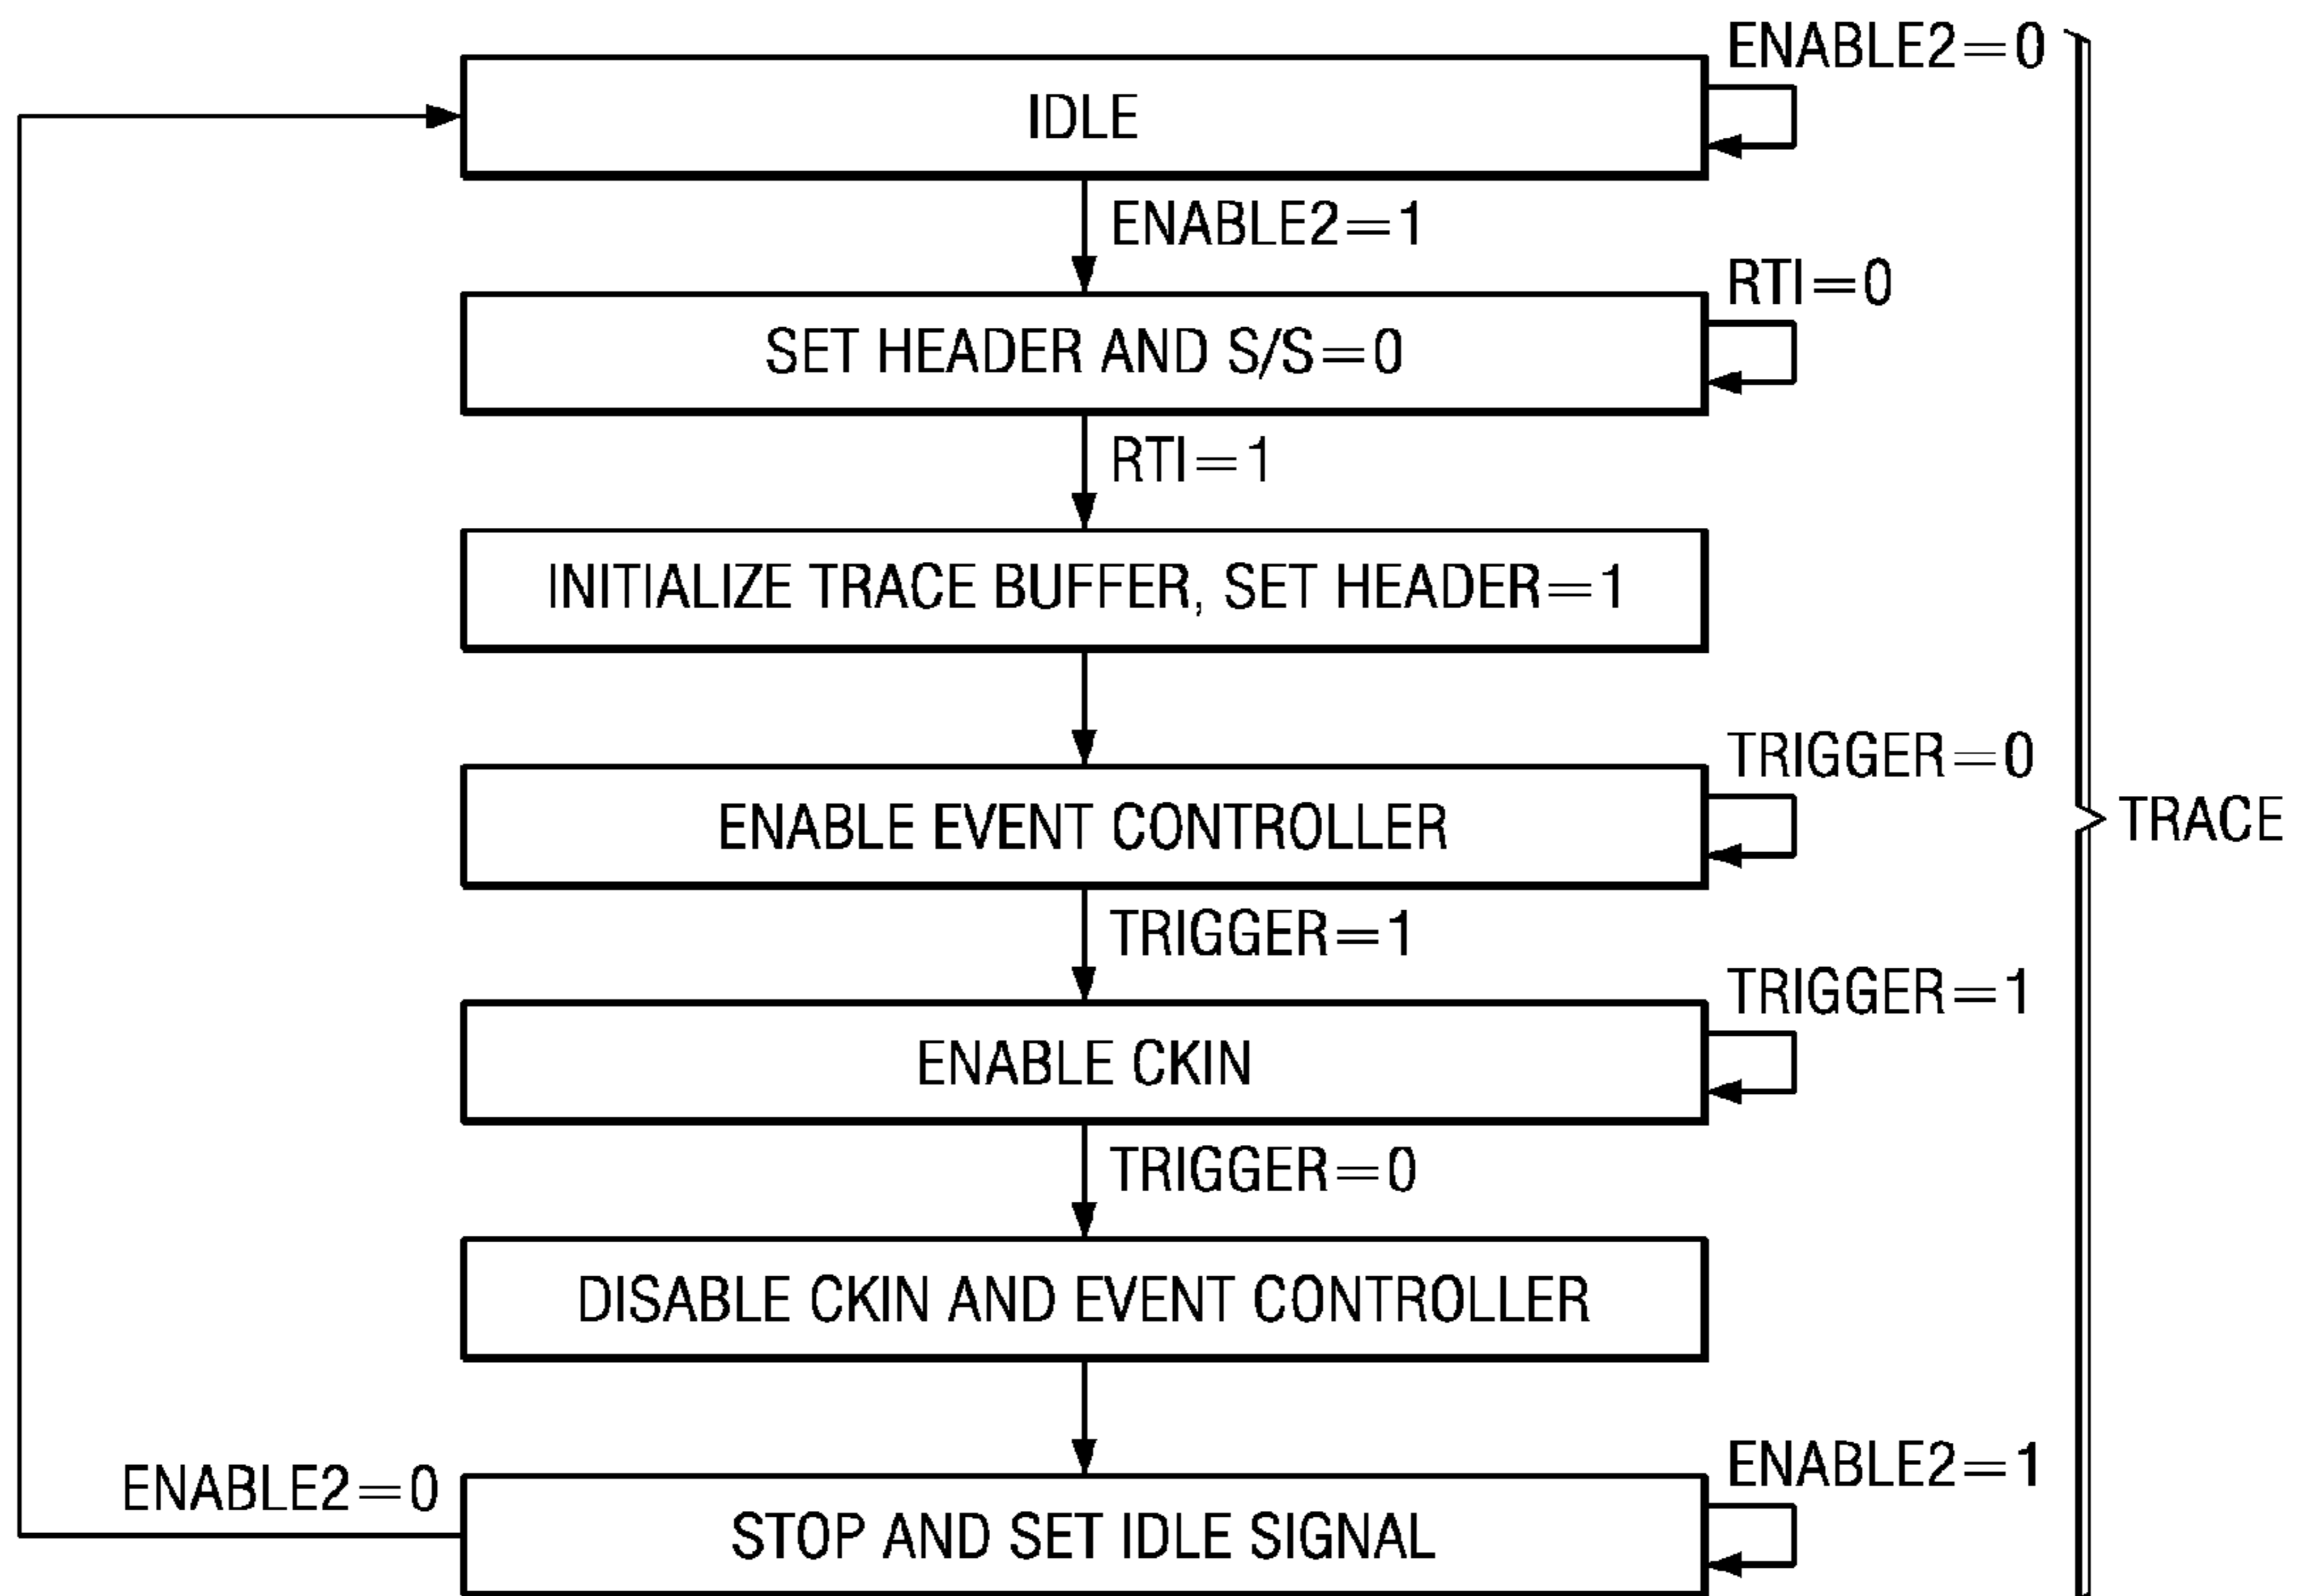 ENABLE2=0
IDLE
ENABLE2=1
RTI=0
SET HEADER AND S/S=0
RTI=1
INITIALIZE TRACE BUFFER, SET HEADER=1
TRIGGER=0
ENABLE EVENT CONTROLLER
TRACE
TRIGGER=1
TRIGGER=1
ENABLE CKIN
TRIGGER=0
DISABLE CKIN AND EVENT CONTROLLER
ENABLE2=1
ENABLE2=0
STOP AND SET IDLE SIGNAL